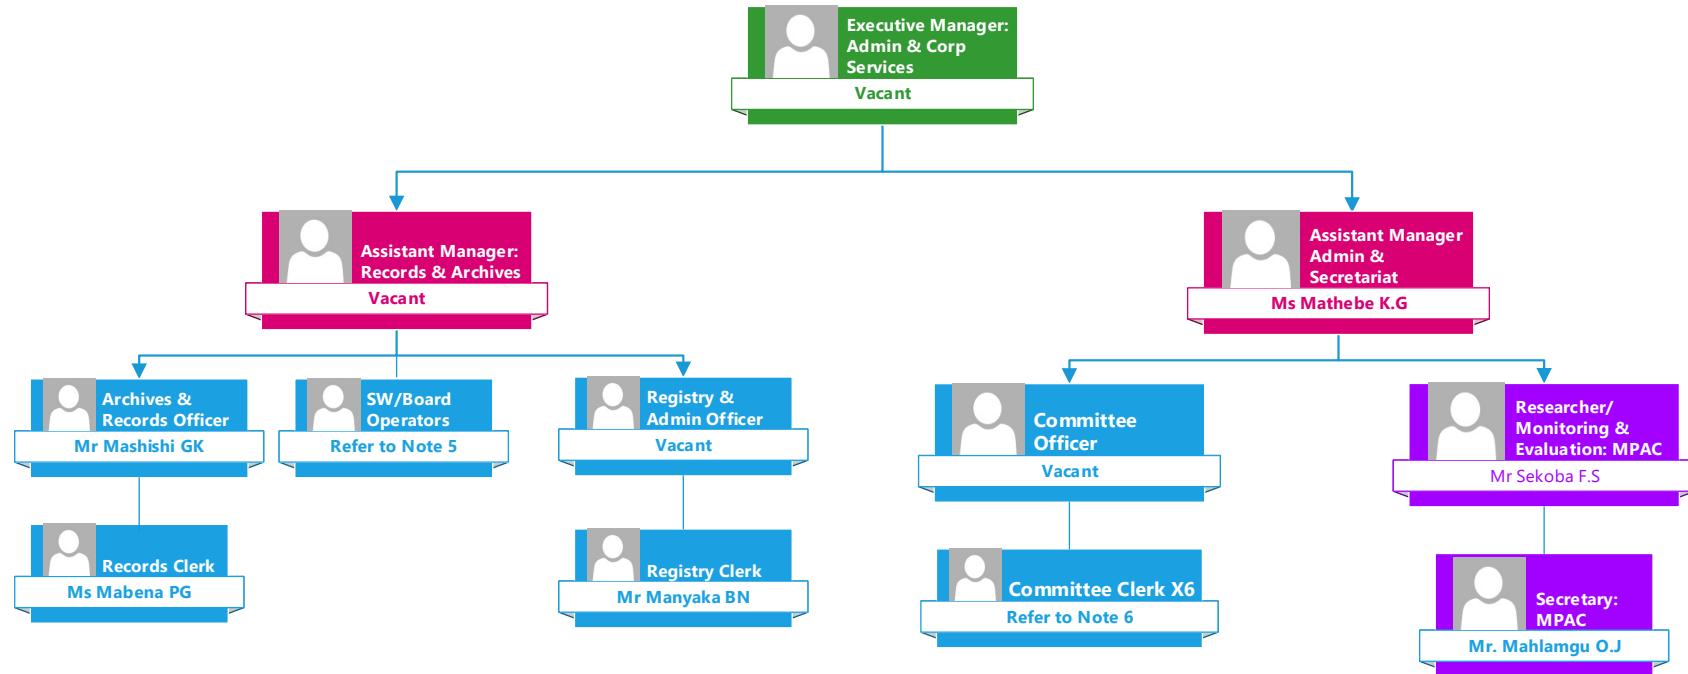 Executive Manager:
Admin & Corp
Services
Vacant
Assistant Manager:
Records & Archives
Vacant
Assistant Manager
Admin &
Secretariat
Ms Mathebe K.G
Archives &
Records Officer
Mr Mashishi GK
SW/Board
Operators
Refer to Note 5
Registry &
Admin Officer
Vacant
Committee
Officer
Vacant
Researcher/
Monitoring &
Evaluation: MPAC
Mr Sekoba F.S
Records Clerk
Ms Mabena PG
Registry Clerk
Mr Manyaka BN
Committee Clerk X6
Refer to Note 6
Secretary:
MPAC
Mr. Mahlamgu O.J